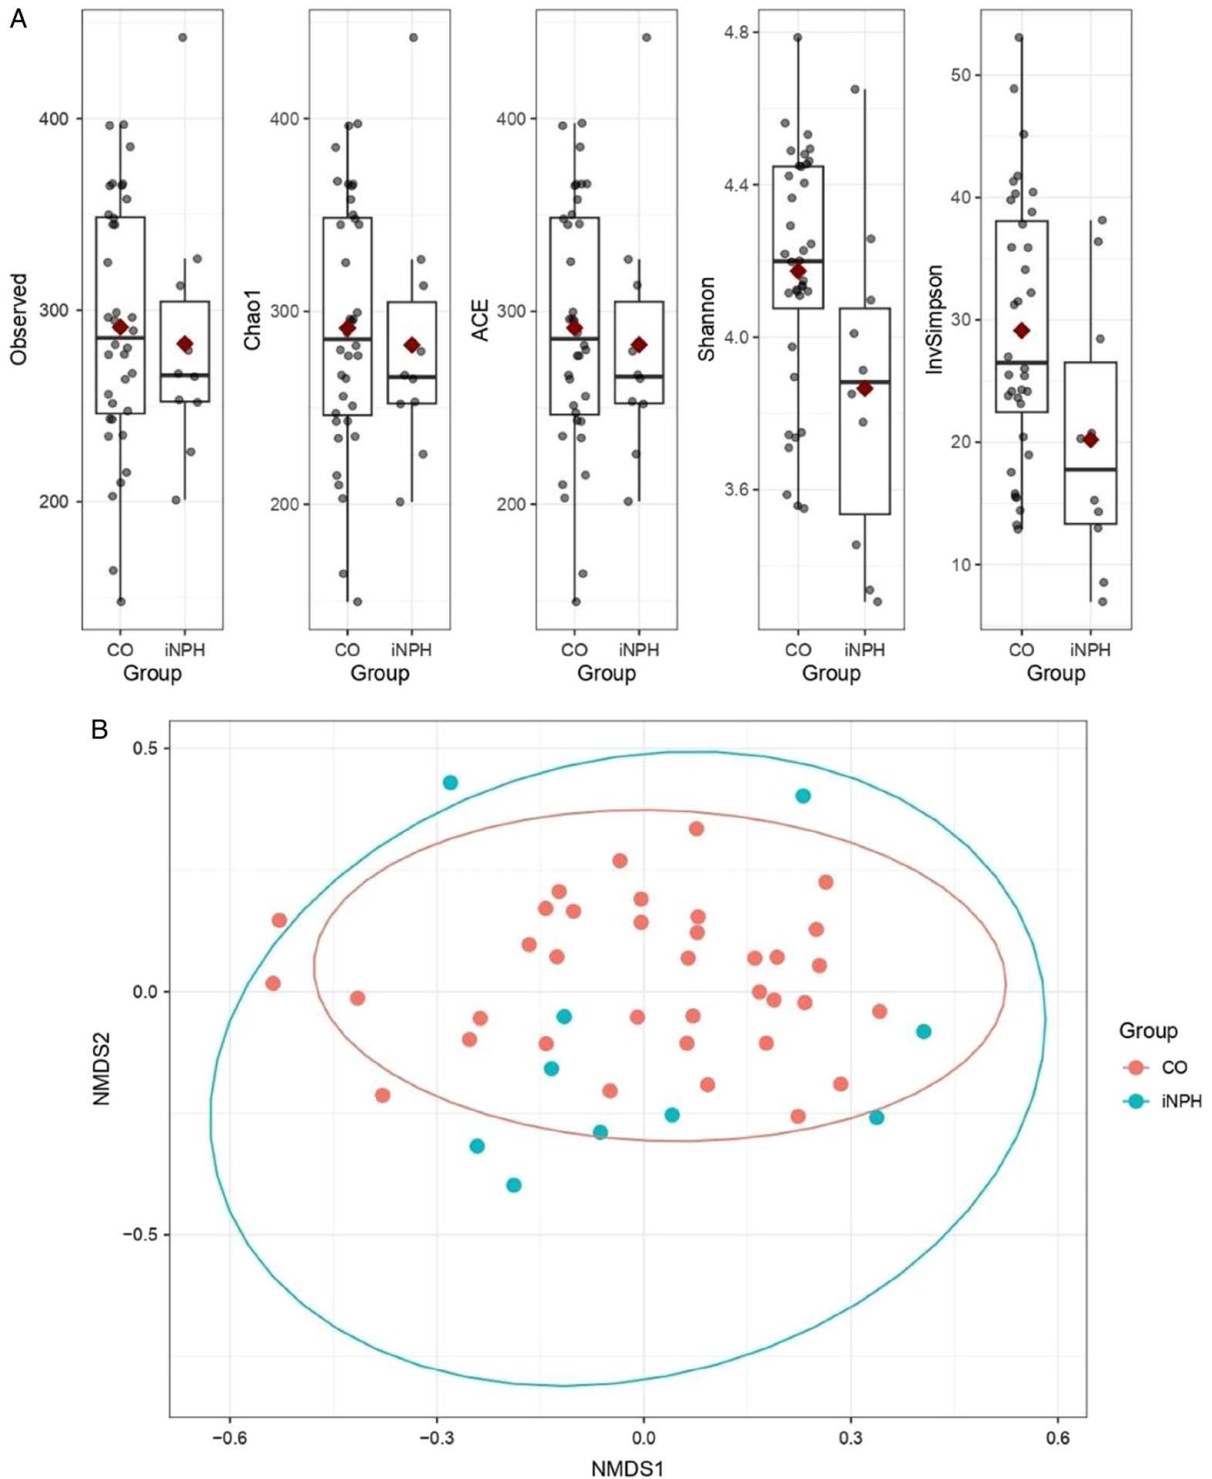 A
Observed
400
300
200
CO iNPH
Group
Chao1
400
300
200
CO iNPH
Group
ACE
400
300
200
CO iNPH
Group
Shannon
4.8
4.4
4.0
3.6
CO iNPH
Group
InvSimpson
50
40
30
20
10
CO iNPH
Group
B
NMDS2
0.5
0.0
−0.5
−0.6 −0.3 0.0 0.3 0.6
NMDS1
Group
CO
iNPH